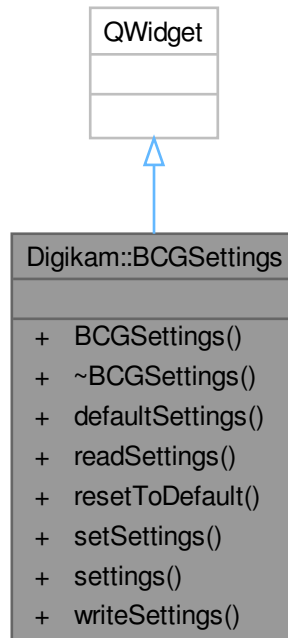 QWidget
Digikam::BCGSettings
+ BCGSettings()
+ ~BCGSettings()
+ defaultSettings()
+ readSettings()
+ resetToDefault()
+ setSettings()
+ settings()
+ writeSettings()